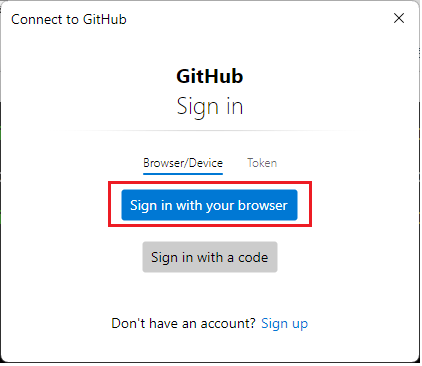 Connect to GitHub
GitHub
Sign in
Browser/Device Token
Sign in with your browser
Sign in with a code
Don't have an account? Sign up